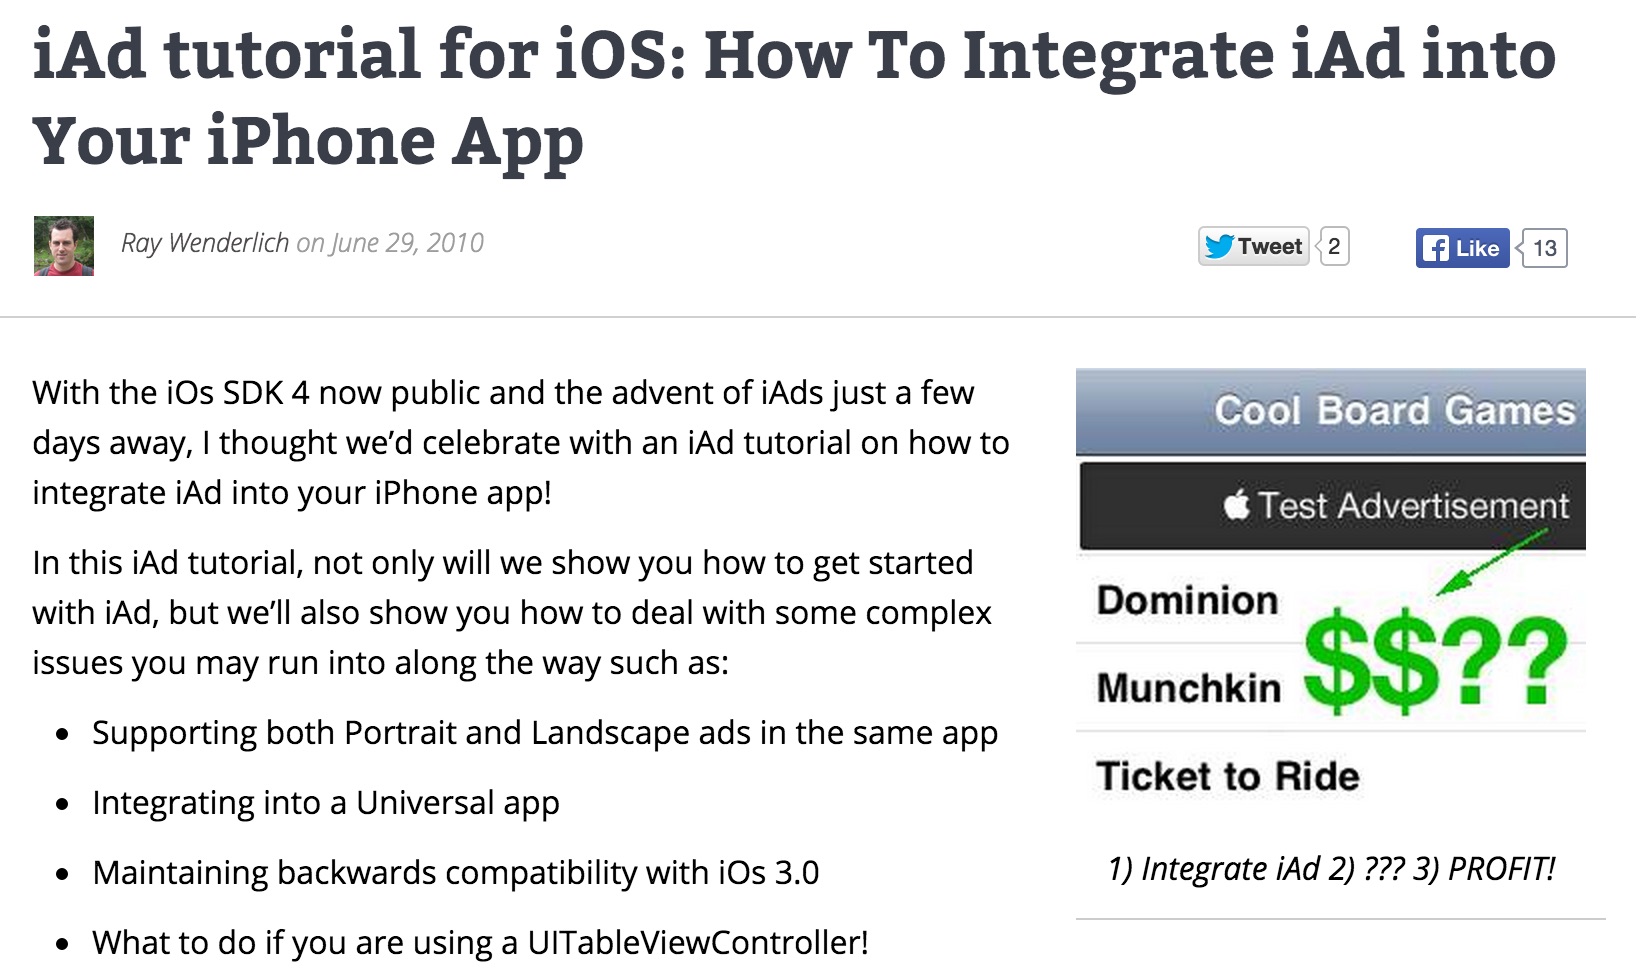 iAd tutorial for iOS: How To Integrate iAd into
Your iPhone App
Ray Wenderlich on June 29, 2010
Tweet 2
Like 13
With the iOs SDK 4 now public and the advent of iAds just a few
days away, I thought we’d celebrate with an iAd tutorial on how to
integrate iAd into your iPhone app!
In this iAd tutorial, not only will we show you how to get started
with iAd, but we’ll also show you how to deal with some complex
issues you may run into along the way such as:
• Supporting both Portrait and Landscape ads in the same app
• Integrating into a Universal app
• Maintaining backwards compatibility with iOs 3.0
• What to do if you are using a UITableViewController!
Cool Board Games
Test Advertisement
Dominion
$$??
Munchkin
Ticket to Ride
1) Integrate iAd 2) ??? 3) PROFIT!